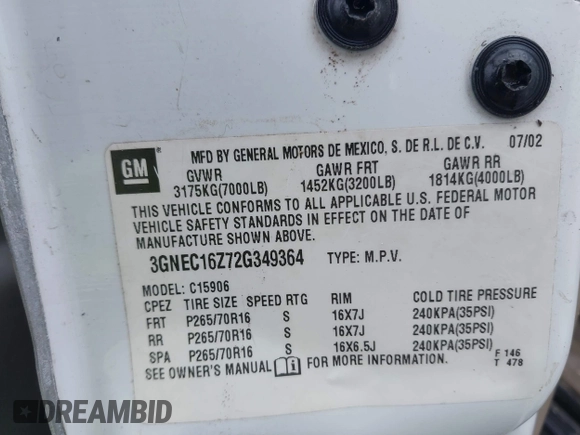 GM
MFD BY GENERAL MOTORS DE MEXICO, S. DE R.L. DE C.V. 07/02
GVWR GAWR FRT GAWR RR
3175KG(7000LB) 1452KG(3200LB) 1814KG(4000LB)
THIS VEHICLE CONFORMS TO ALL APPLICABLE U.S. FEDERAL MOTOR
VEHICLE SAFETY STANDARDS IN EFFECT ON THE DATE OF
MANUFACTURE SHOWN ABOVE.
3GNEC16Z72G349364 TYPE: M.P.V.
MODEL: C15906
CPEZ TIRE SIZE SPEED RTG RIM COLD TIRE PRESSURE
FRT P265/70R16 S 16X7J 240KPA(35PSI)
RR P265/70R16 S 16X7J 240KPA(35PSI)
SPA P265/70R16 S 16X6.5J 240KPA(35PSI)
SEE OWNER'S MANUAL FOR MORE INFORMATION. F 146
T 478
DREAMBID